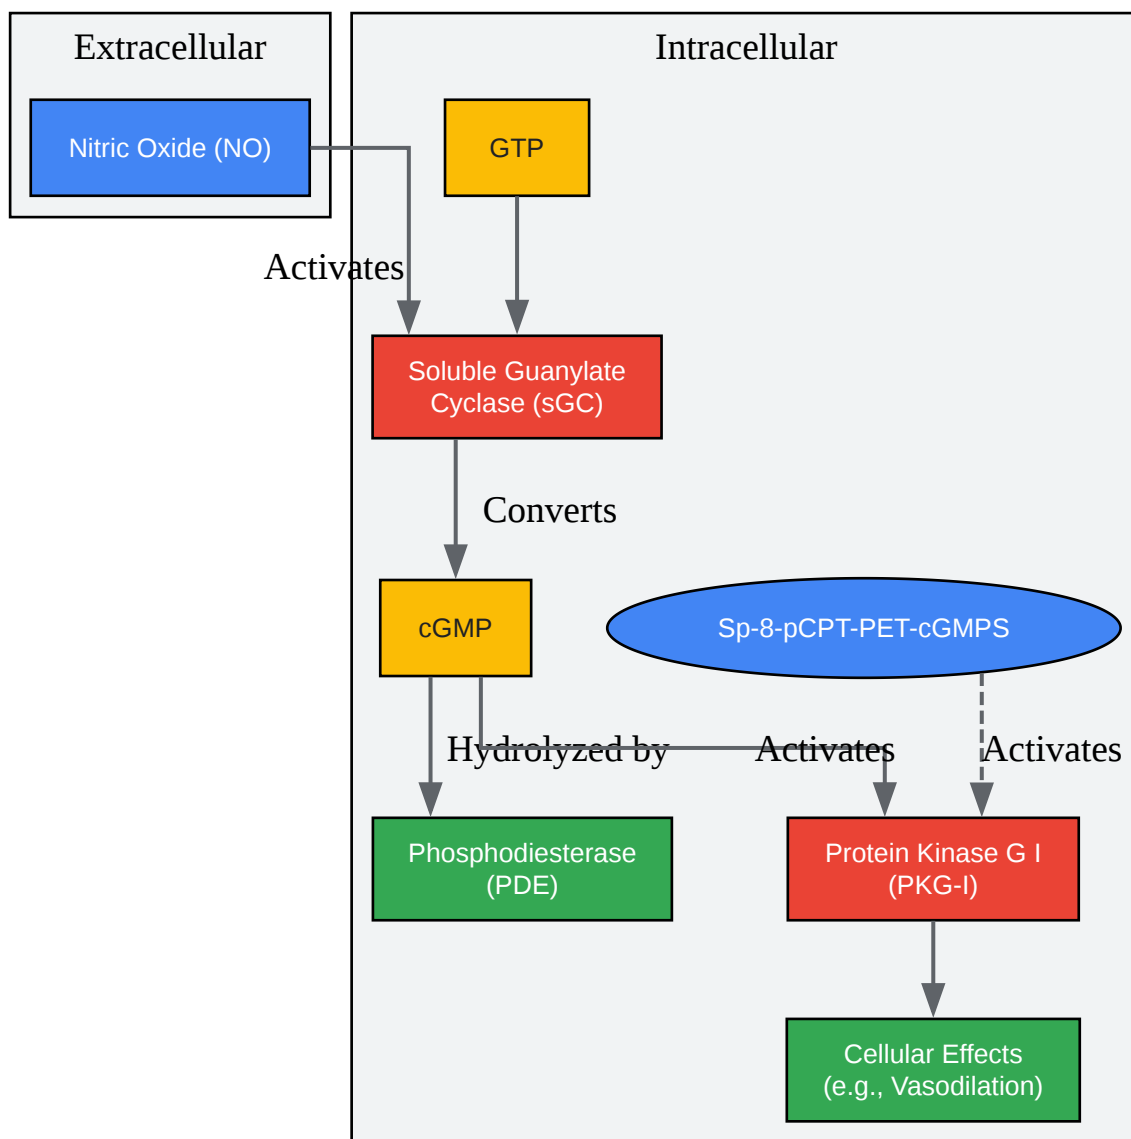 Extracellular
Intracellular
Nitric Oxide (NO)
GTP
Activates
Soluble Guanylate
Cyclase (sGC)
Converts
cGMP
Sp-8-pCPT-PET-cGMPS
Hydrolyzed by
Activates
Activates
Phosphodiesterase
(PDE)
Protein Kinase G I
(PKG-I)
Cellular Effects
(e.g., Vasodilation)